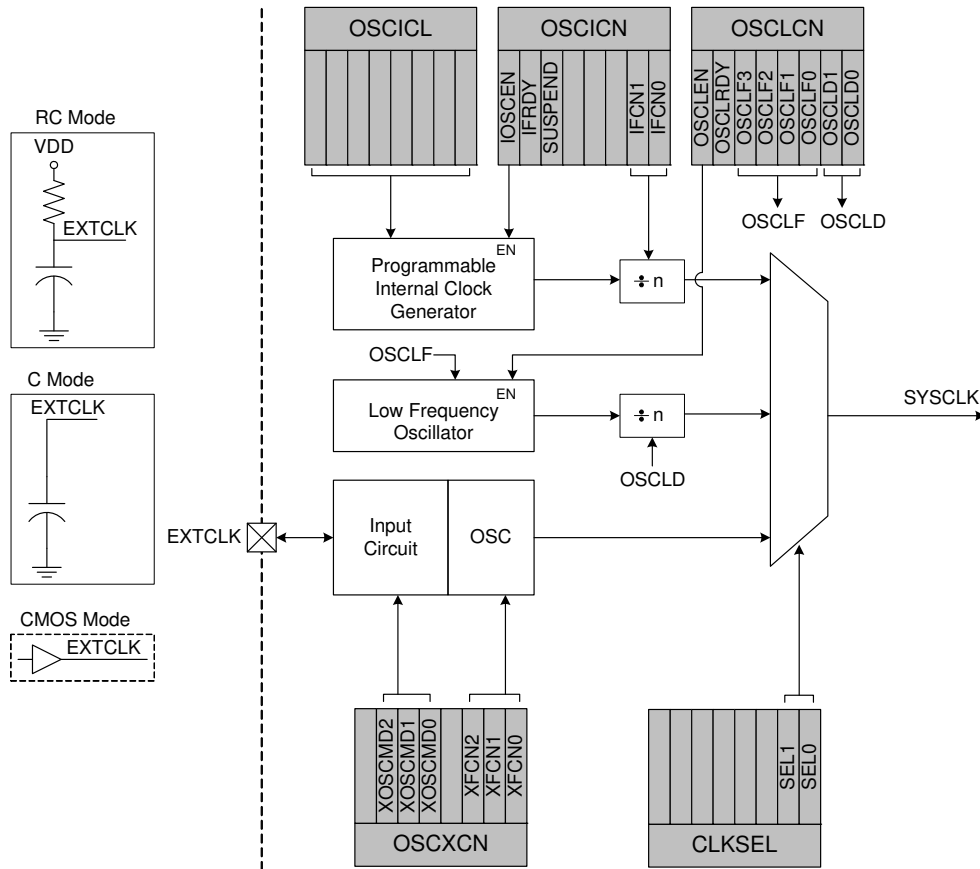 OSCICL
OSCICN
IOSCEN
IFRDY
SUSPEND
IFCN1
IFCN0
OSCLCN
OSCLEN
OSCLRDY
OSCLF3
OSCLF2
OSCLF1
OSCLF0
OSCLD1
OSCLD0
OSCLF
OSCLD
RC Mode
VDD
EXTCLK
C Mode
EXTCLK
CMOS Mode
EXTCLK
EN
Programmable
Internal Clock
Generator
÷ n
OSCLF
EN
Low Frequency
Oscillator
÷ n
OSCLD
SYSCLK
EXTCLK
Input
Circuit
OSC
XOSCMD2
XOSCMD1
XOSCMD0
XFCN2
XFCN1
XFCN0
OSCXCN
SEL1
SEL0
CLKSEL